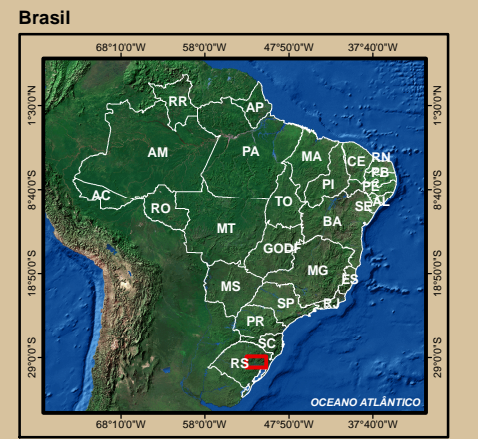 Brasil
68°10'0"W 58°0'0"W 47°50'0"W 37°40'0"W
1°30'0"S 1°30'0"S
8°40'0"S 8°40'0"S
18°50'0"S 18°50'0"S
29°0'0"S 29°0'0"S
RR AP
AM PA MA CE RN
PB
PI PE
AC TO AL
RO SE
MT BA
GO DF
MS MG ES
SP RJ
PR
SC
RS
OCEANO ATLÂNTICO
68°10'0"W 58°0'0"W 47°50'0"W 37°40'0"W